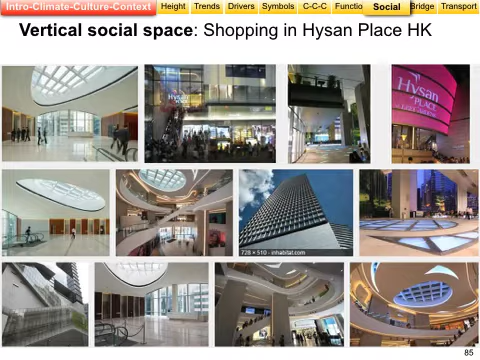 Intro-Climate-Culture-Context Height Trends Drivers Symbols C-C-C Functio Social Bridge Transport
Vertical social space: Shopping in Hysan Place HK
Hysan
Hysan
PLACE
728 × 510 - inhabitat.com
85